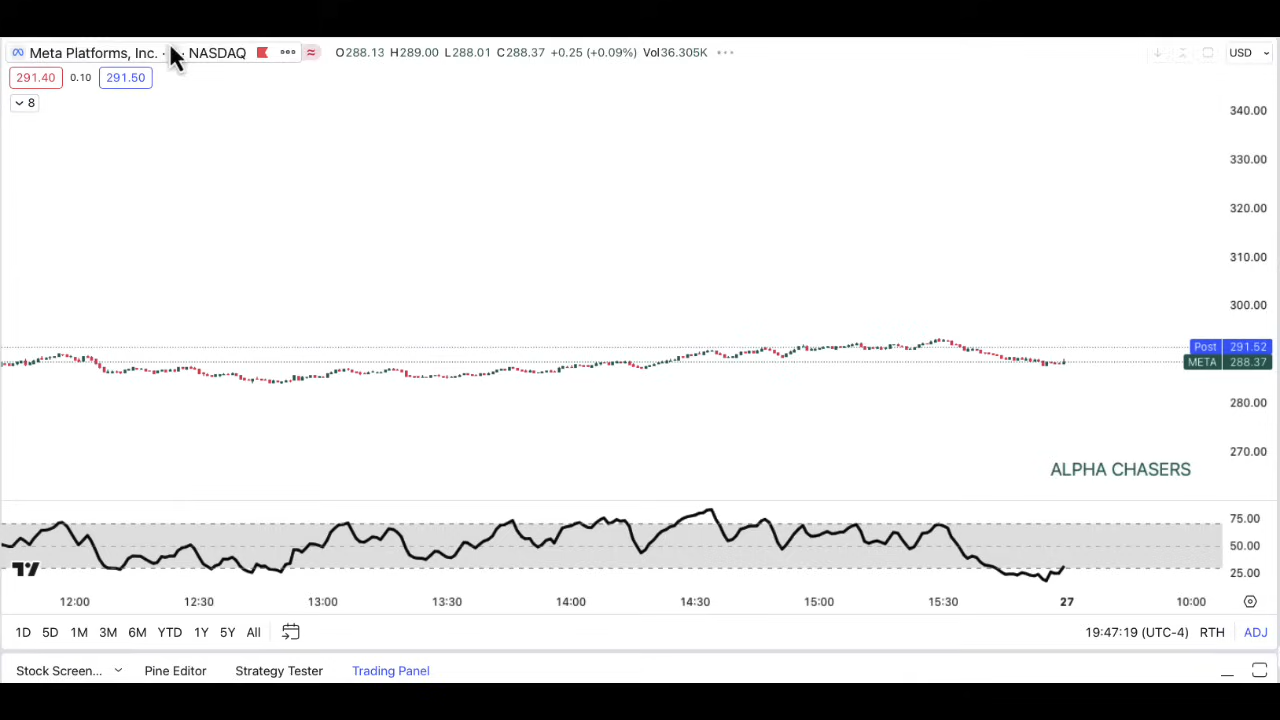 Meta Platforms, Inc. · · NASDAQ O288.13 H289.00 L288.01 C288.37 +0.25 (+0.09%) Vol36.305K USD
291.40 0.10 291.50
8
340.00
330.00
320.00
310.00
300.00
Post 291.52
META 288.37
280.00
270.00
ALPHA CHASERS
75.00
50.00
25.00
12:00 12:30 13:00 13:30 14:00 14:30 15:00 15:30 27 10:00
1D 5D 1M 3M 6M YTD 1Y 5Y All 19:47:19 (UTC-4) RTH ADJ
Stock Screen... Pine Editor Strategy Tester Trading Panel